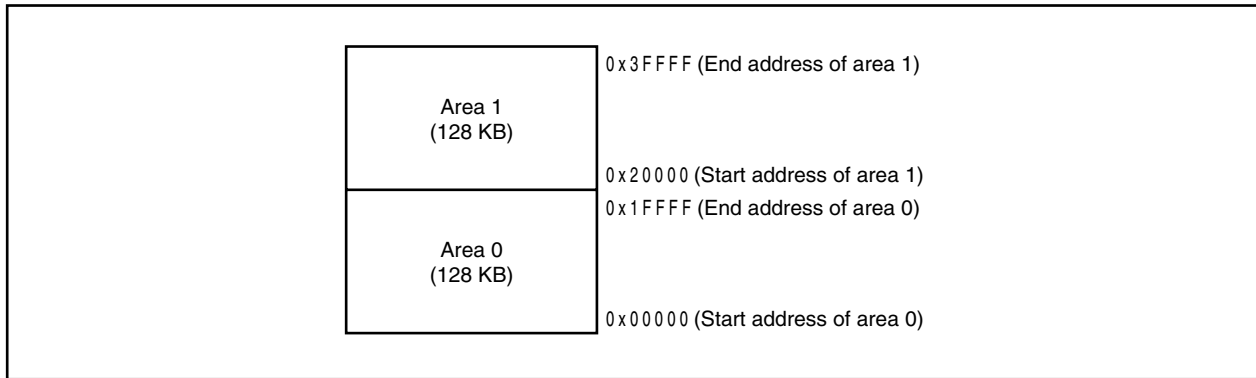 0x3FFFF (End address of area 1)
Area 1
(128 KB)
0x20000 (Start address of area 1)
0x1FFFF (End address of area 0)
Area 0
(128 KB)
0x00000 (Start address of area 0)